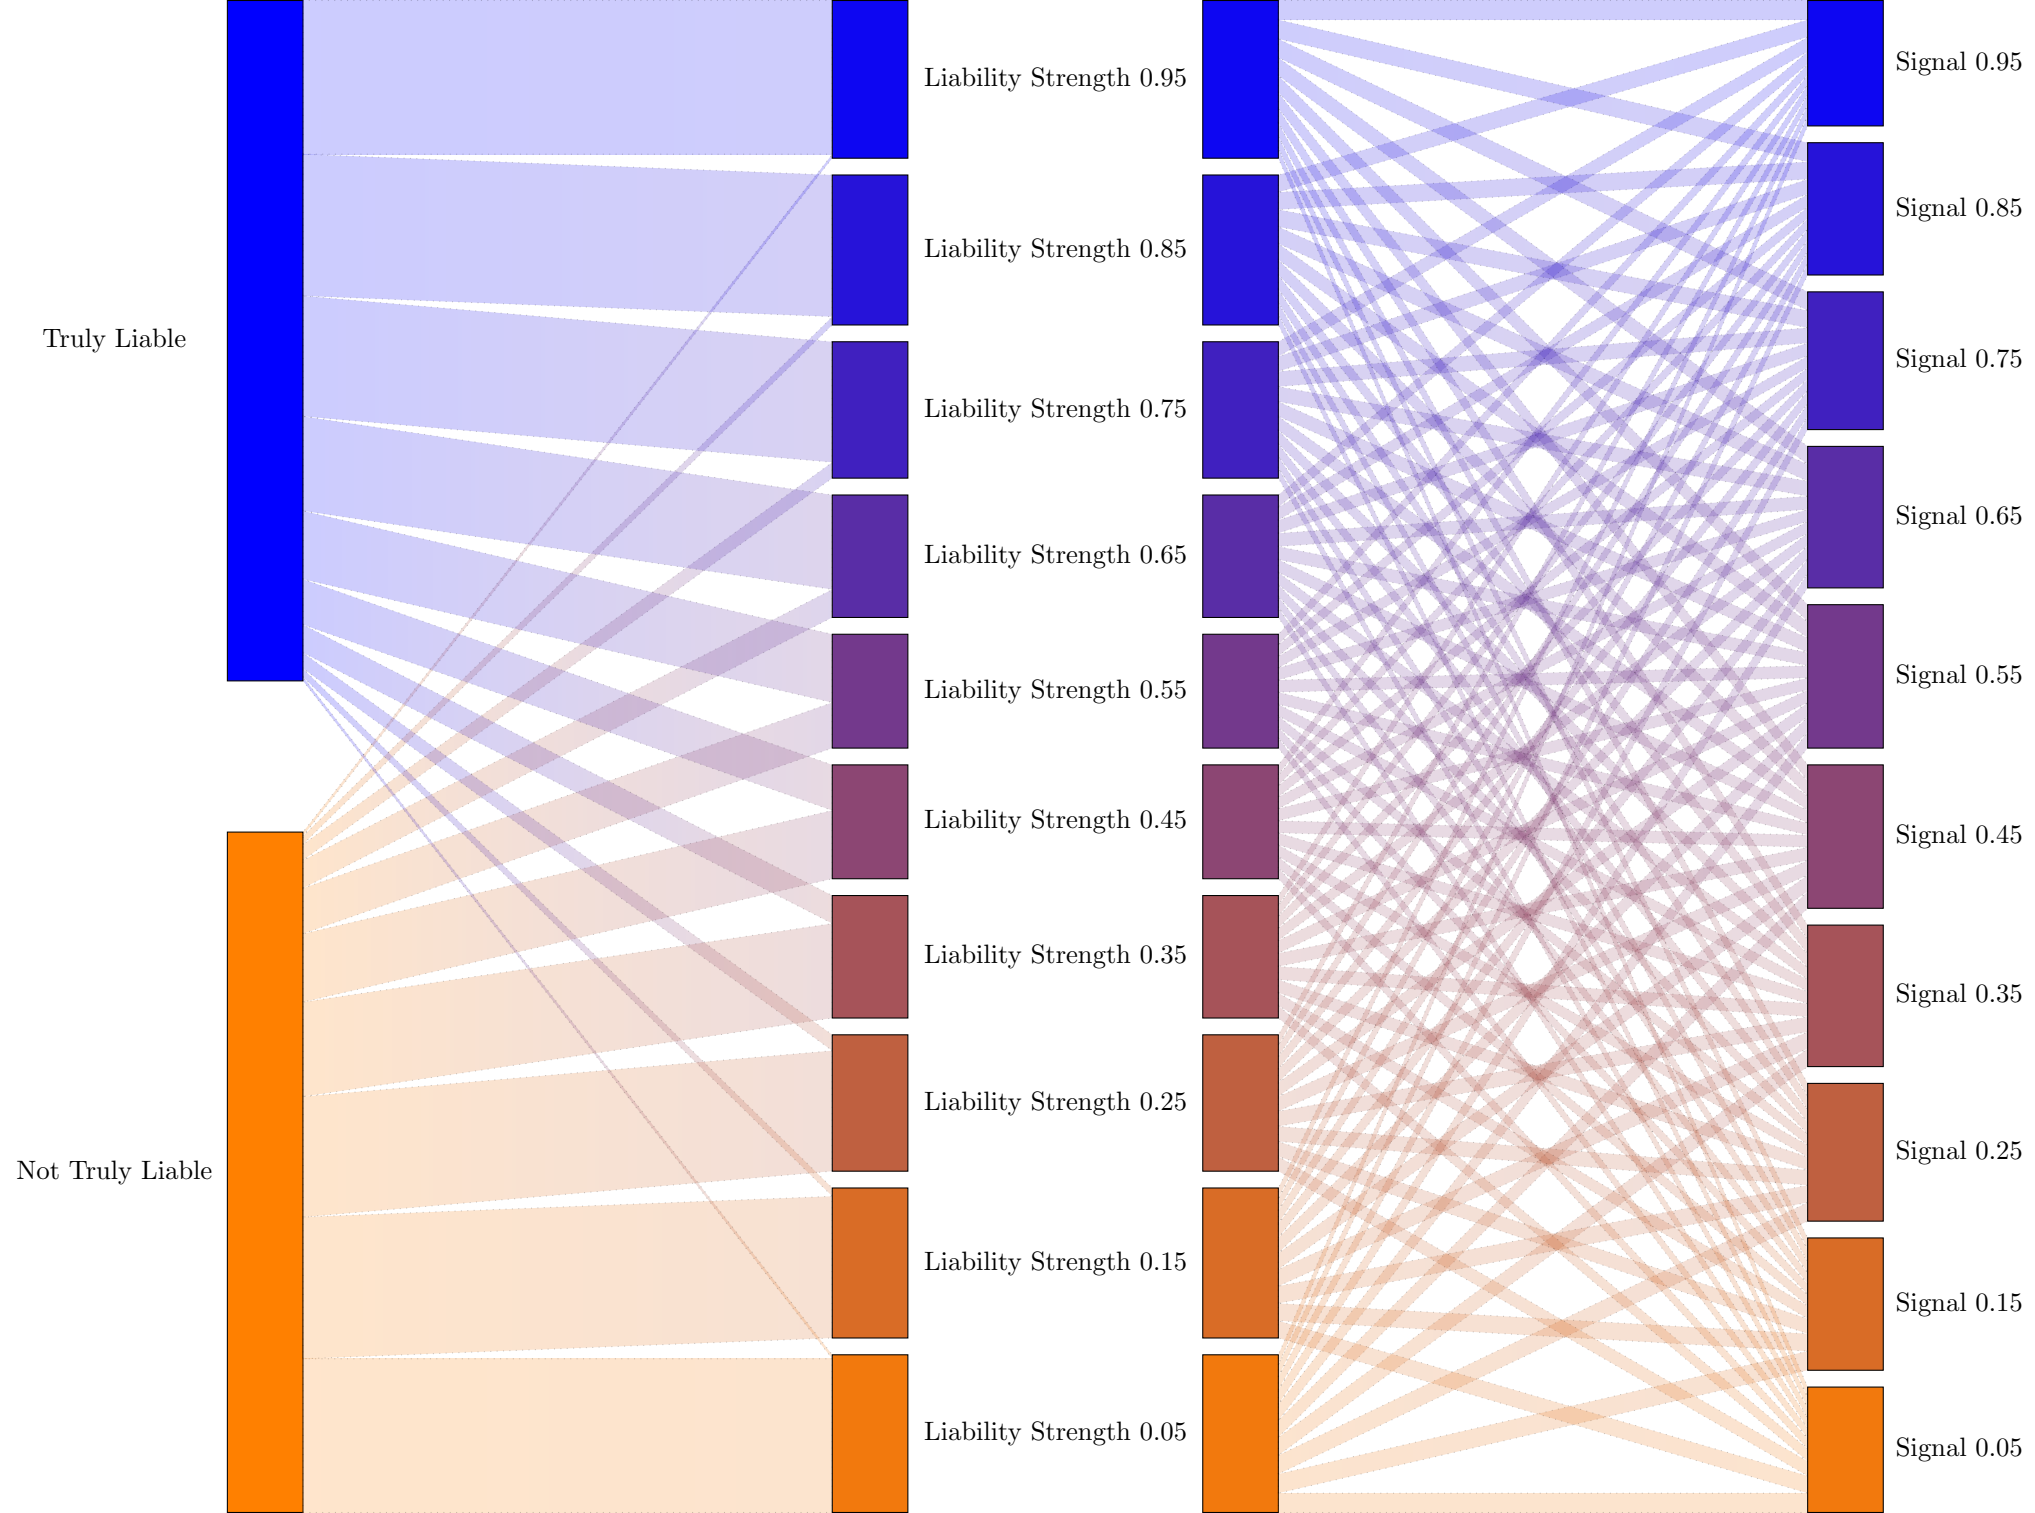 Truly Liable
Not Truly Liable
Liability Strength 0.95
Liability Strength 0.85
Liability Strength 0.75
Liability Strength 0.65
Liability Strength 0.55
Liability Strength 0.45
Liability Strength 0.35
Liability Strength 0.25
Liability Strength 0.15
Liability Strength 0.05
Signal 0.95
Signal 0.85
Signal 0.75
Signal 0.65
Signal 0.55
Signal 0.45
Signal 0.35
Signal 0.25
Signal 0.15
Signal 0.05